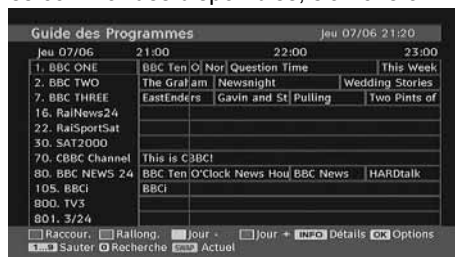 Guide des Programmes Jeu 07/06 21:20
Jeu 07/06 21:00 22:00 23:00
1. BBC ONE BBC Ten O Nor Question Time This Week
2. BBC TWO The Graham Newsnight Wedding Stories
7. BBC THREE EastEnders Gavin and St Pulling Two Pints of
16. RaiNews24
22. RaiSportSat
30. SAT2000
70. CBBC Channel This is CBBC!
80. BBC NEWS 24 BBC Ten O'Clock News Hou BBC News HARDtalk
105. BBCi BBCi
800. TV3
801. 3/24
Raccour. Rallong. Jour - Jour + INFO Détails OK Options
1...9 Sauter 0 Recherche SWAP Actuel